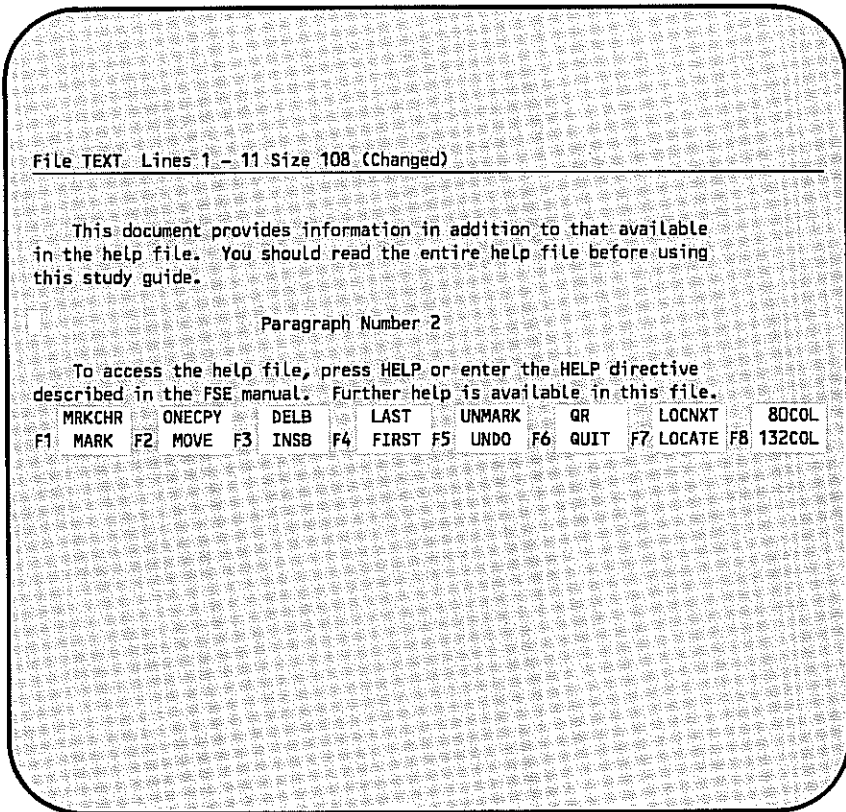 File TEXT  Lines 1 - 11 Size 108 (Changed)
    This document provides information in addition to that available
in the help file.  You should read the entire help file before using
this study guide.
Paragraph Number 2
    To access the help file, press HELP or enter the HELP directive
described in the FSE manual.  Further help is available in this file.
MRKCHR ONECPY DELB LAST UNMARK QR LOCNXT 80COL
F1 MARK F2 MOVE F3 INSB F4 FIRST F5 UNDO F6 QUIT F7 LOCATE F8 132COL